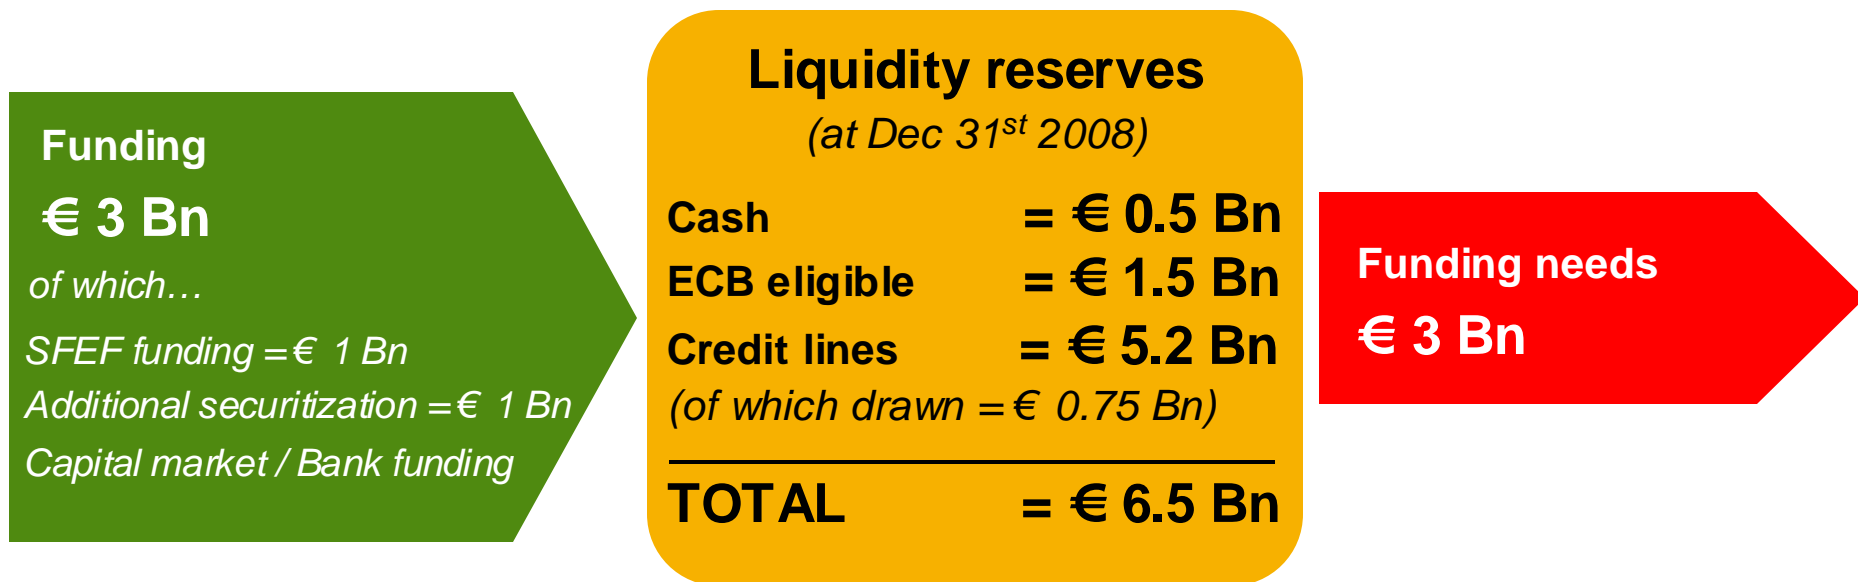 Funding
€ 3 Bn
of which…
SFEF funding = € 1 Bn
Additional securitization = € 1 Bn
Capital market / Bank funding
Liquidity reserves
(at Dec 31st 2008)
Cash = € 0.5 Bn
ECB eligible = € 1.5 Bn
Credit lines = € 5.2 Bn
(of which drawn = € 0.75 Bn)
TOTAL = € 6.5 Bn
Funding needs
€ 3 Bn